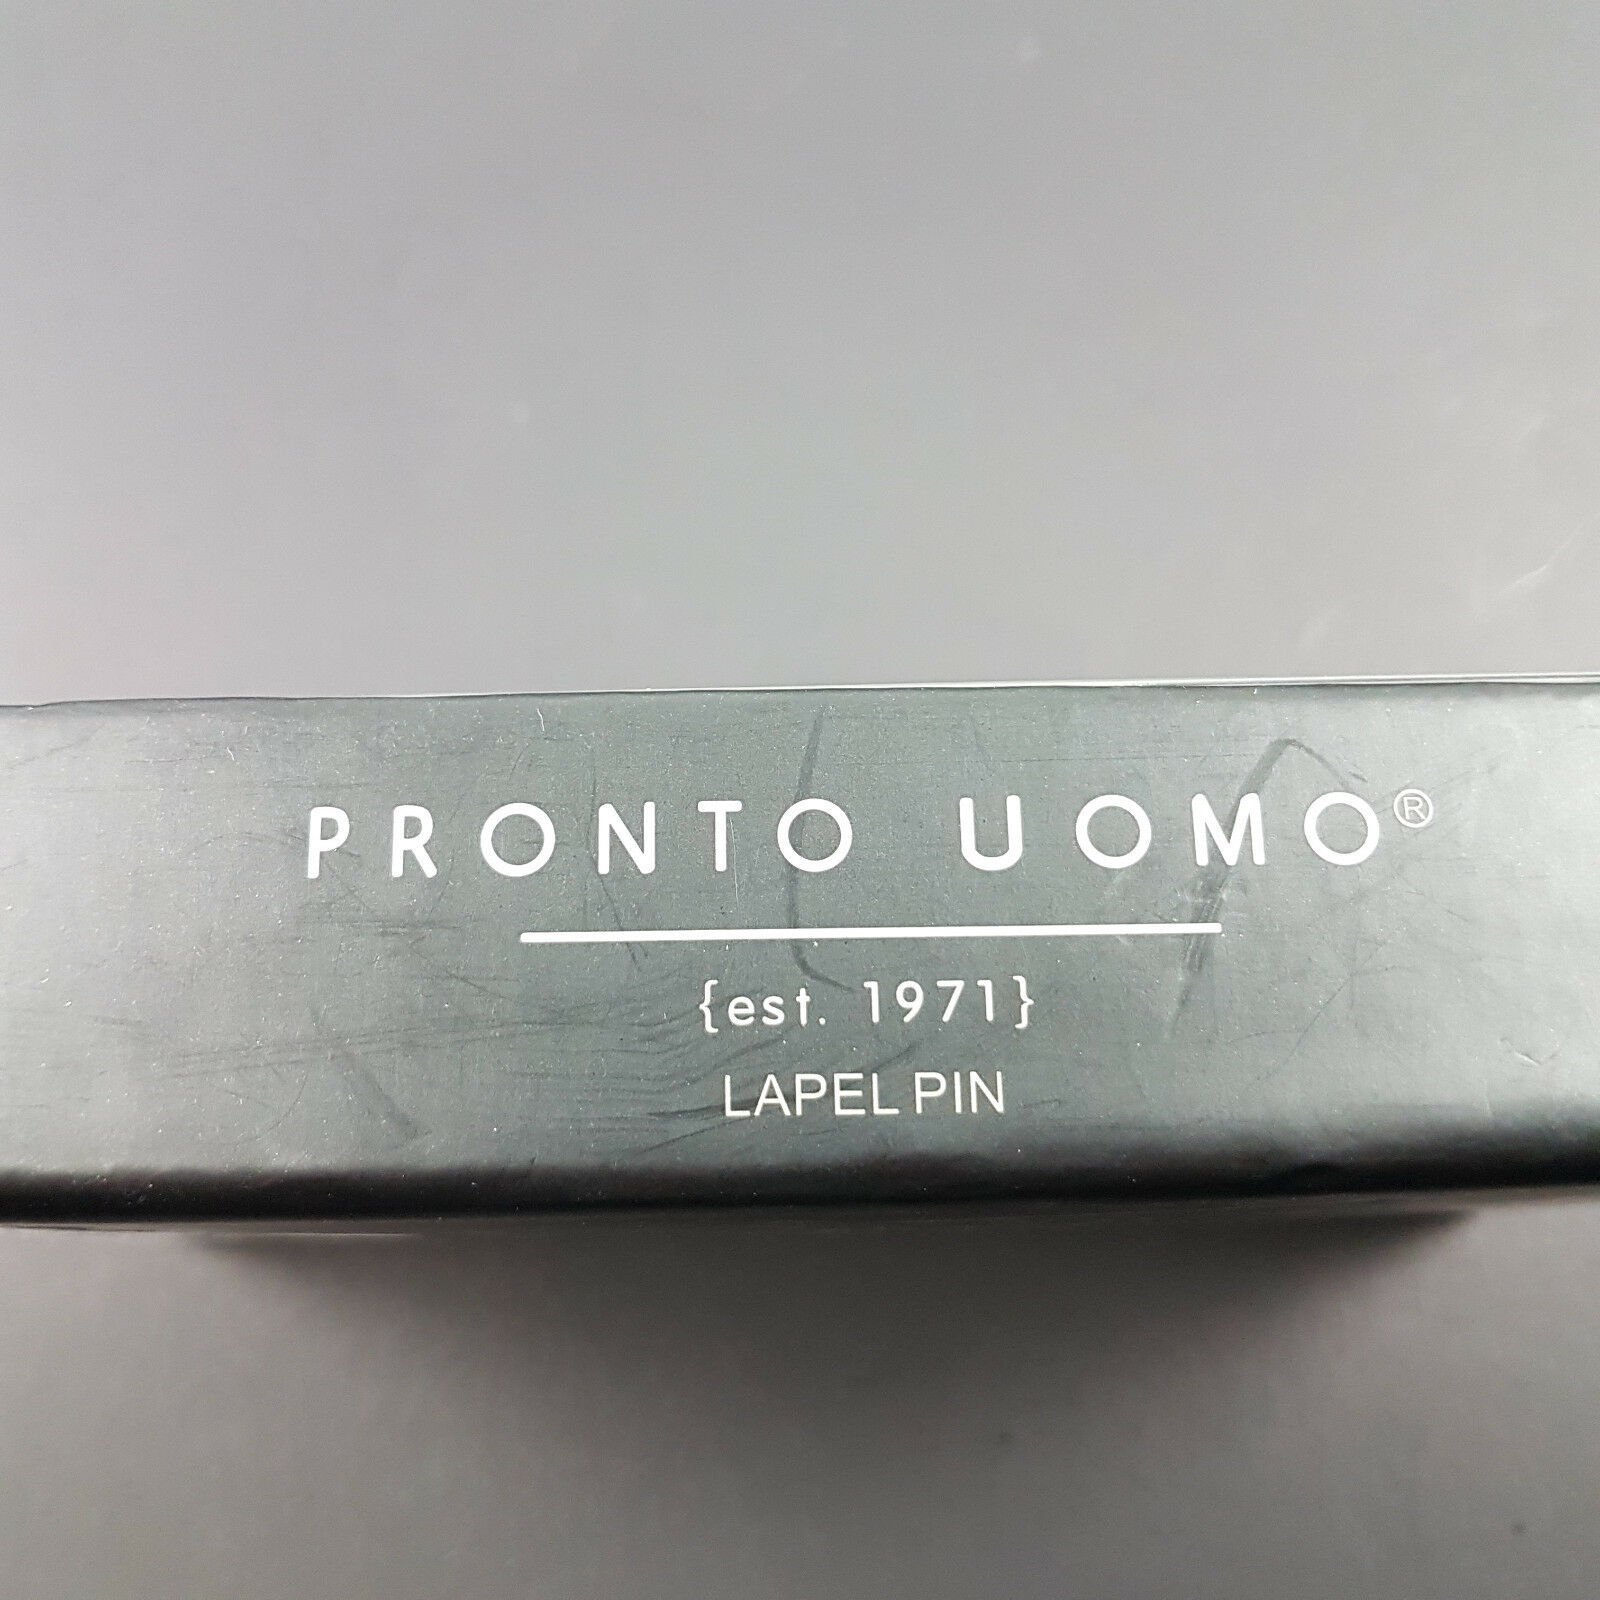 PRONTO UOMO®
{est. 1971}
LAPEL PIN